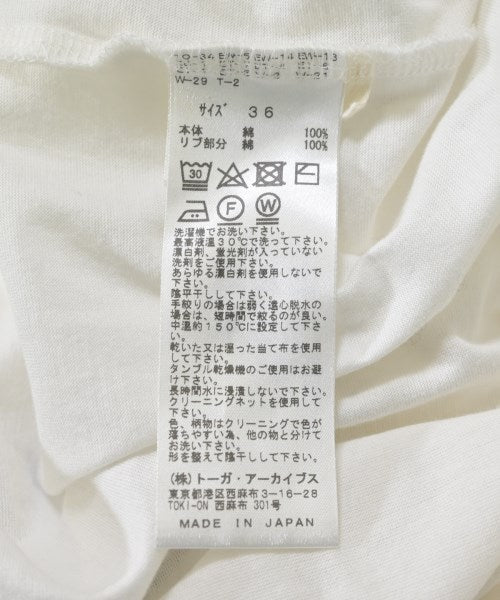 W-29 T-2
サイズ 36
本体 綿 100%
リブ部分 綿 100%
30
F W
洗濯機でお洗い下さい。
最高液温30℃で洗って下さい。
漂白剤、蛍光剤が入っていない
洗剤をご使用下さい。
あらゆる漂白剤の使用はお避け下さい。
陰平干しして下さい。
手絞りの場合は弱く遠心脱水の
場合は、短時間で絞るのが良い。
中温約150℃に設定して下さ
い。
乾いた又は湿った当て布を使用
して下さい。
タンブル乾燥機のご使用はお避
け下さい。
長時間水に浸漬しないで下さい。
クリーニングネットを使用して
下さい。
色、柄物はクリーニングで色が
落ちやすい為、他の物と分けて
お洗い下さい。
形を整えて陰干しして下さい。
(株)トーガ・アーカイブス
東京都港区西麻布3-16-28
TOKI-ON 西麻布 301号
MADE IN JAPAN